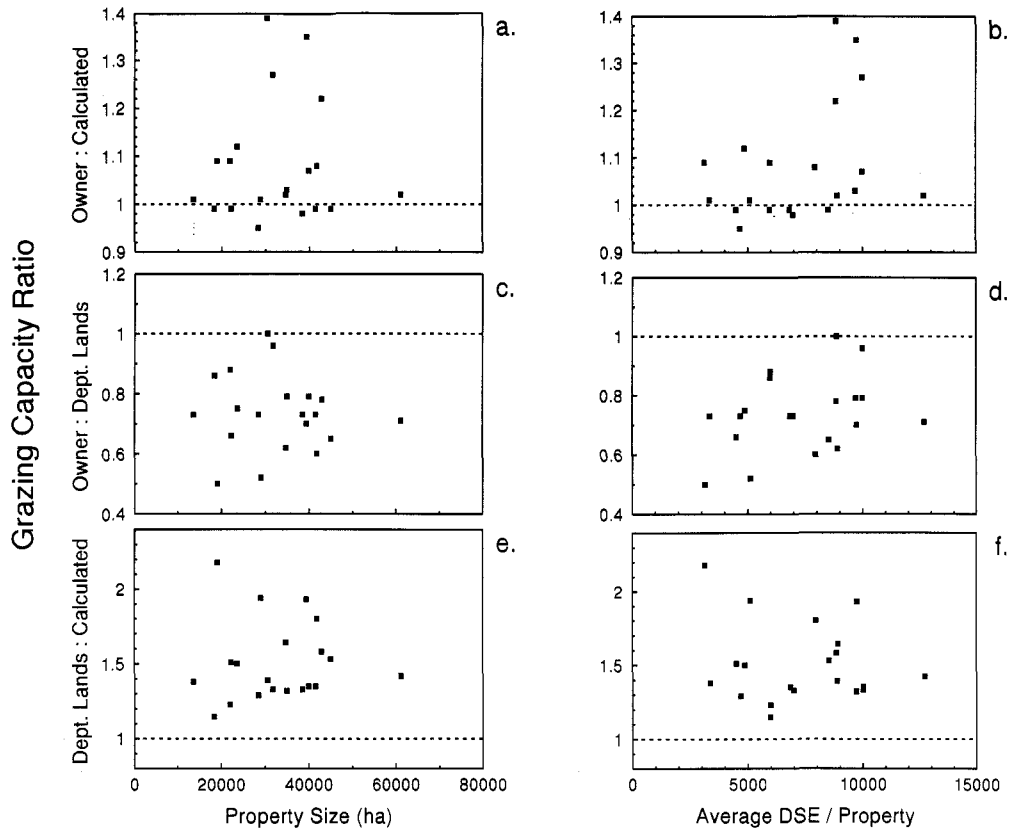 Grazing Capacity Ratio
Owner : Calculated
1.4
1.3
1.2
1.1
1
0.9
a.
1.4
1.3
1.2
1.1
1
0.9
b.
Owner : Dept. Lands
1.2
1
0.8
0.6
0.4
c.
1.2
1
0.8
0.6
0.4
d.
Dept. Lands : Calculated
2
1.5
1
e.
2
1.5
1
f.
0 20000 40000 60000 80000
Property Size (ha)
0 5000 10000 15000
Average DSE / Property